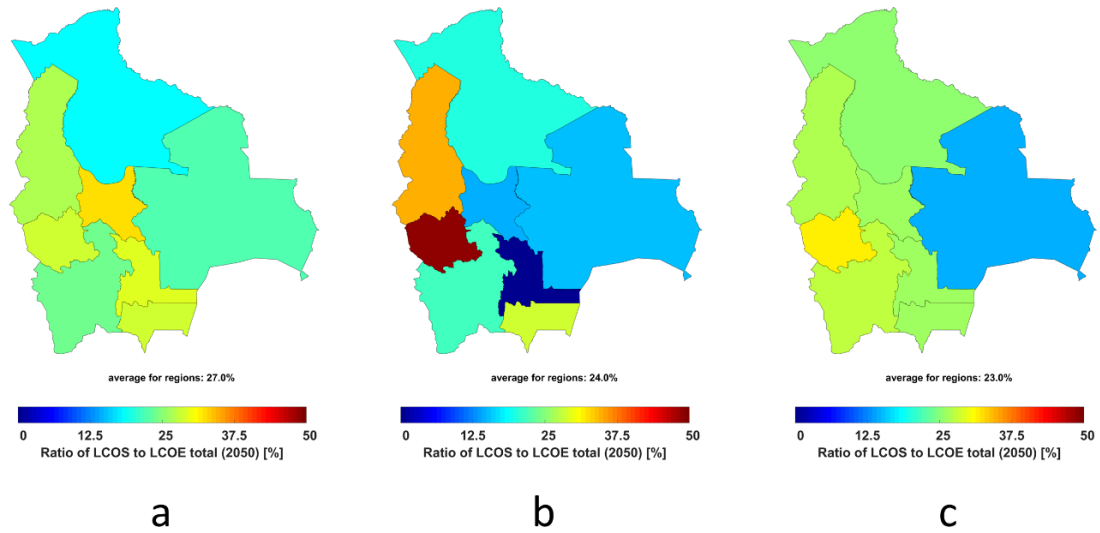 average for regions: 27.0%
0 12.5 25 37.5 50
Ratio of LCOS to LCOE total (2050) [%]
a
average for regions: 24.0%
0 12.5 25 37.5 50
Ratio of LCOS to LCOE total (2050) [%]
b
average for regions: 23.0%
0 12.5 25 37.5 50
Ratio of LCOS to LCOE total (2050) [%]
c